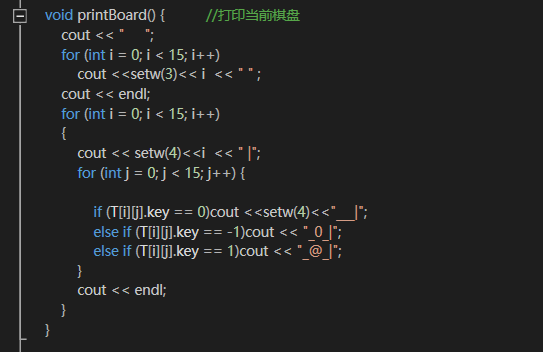 void printBoard() {          //打印当前棋盘
    cout << "      ";
    for (int i = 0; i < 15; i++)
        cout <<setw(3)<< i  << " " ;
    cout << endl;
    for (int i = 0; i < 15; i++)
    {
        cout << setw(4)<<i  << " |";
        for (int j = 0; j < 15; j++) {
            if (T[i][j].key == 0)cout <<setw(4)<<"___|";
            else if (T[i][j].key == -1)cout << "_0_|";
            else if (T[i][j].key == 1)cout << "_@_|";
        }
        cout << endl;
    }
}